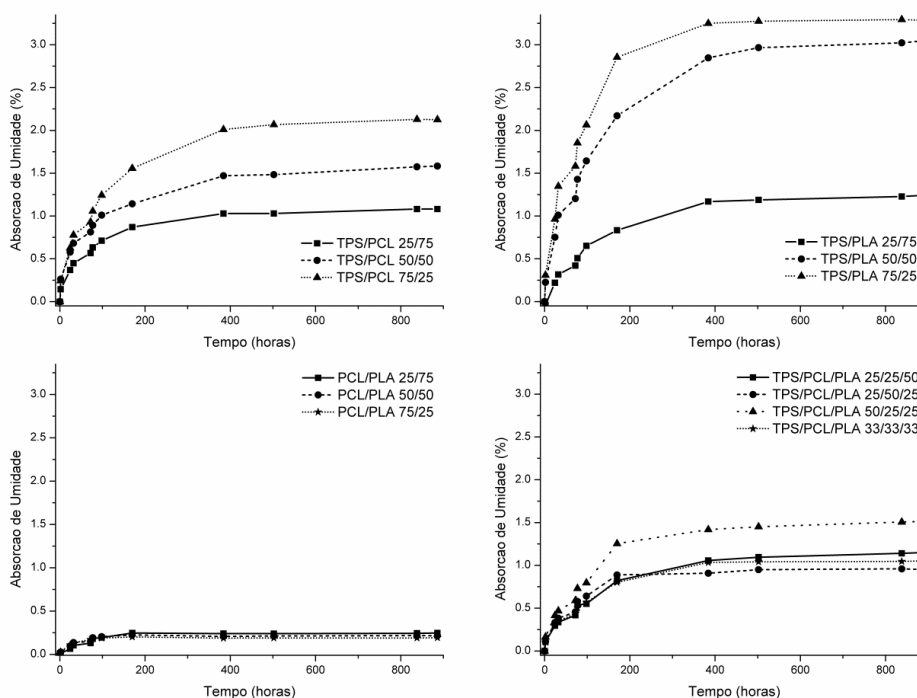 3.0
2.5
2.0
1.5
1.0
0.5
0.0
Absorcao de Umidade (%)
TPS/PCL 25/75
TPS/PCL 50/50
TPS/PCL 75/25
0
200
400
600
800
Tempo (horas)
3.0
2.5
2.0
1.5
1.0
0.5
0.0
Absorcao de Umidade (%)
TPS/PLA 25/75
TPS/PLA 50/50
TPS/PLA 75/25
0
200
400
600
800
Tempo (horas)
3.0
2.5
2.0
1.5
1.0
0.5
0.0
Absorcao de Umidade
PCL/PLA 25/75
PCL/PLA 50/50
PCL/PLA 75/25
0
200
400
600
800
Tempo (horas)
3.0
2.5
2.0
1.5
1.0
0.5
0.0
Absorcao de Umidade (%)
TPS/PCL/PLA 25/25/50
TPS/PCL/PLA 25/50/25
TPS/PCL/PLA 50/25/25
TPS/PCL/PLA 33/33/33
0
200
400
600
800
Tempo (horas)